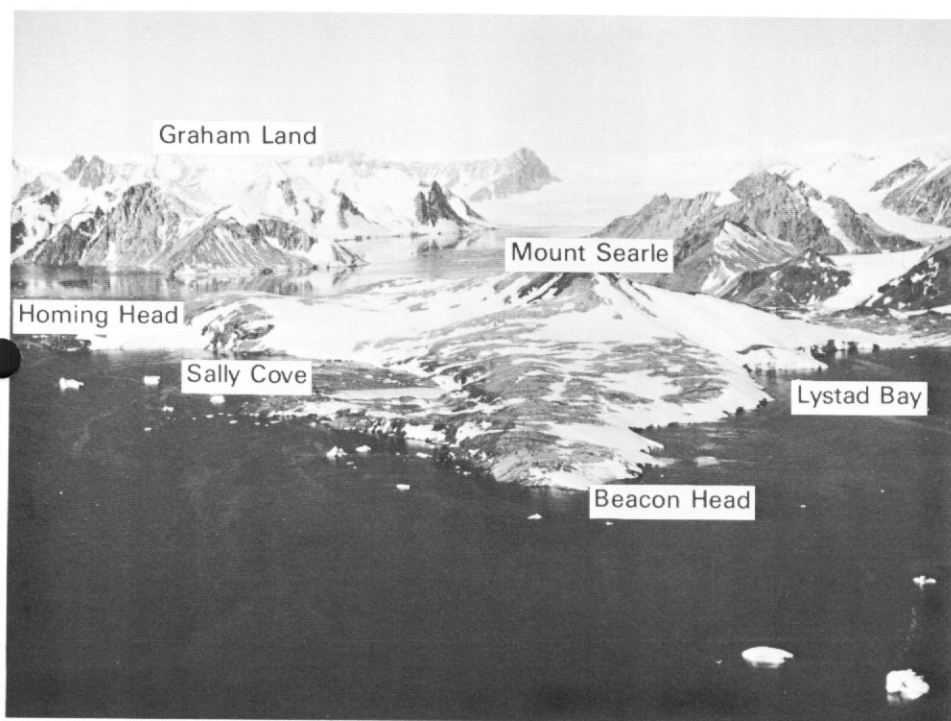 Graham Land
Mount Searle
Homing Head
Sally Cove
Lystad Bay
Beacon Head